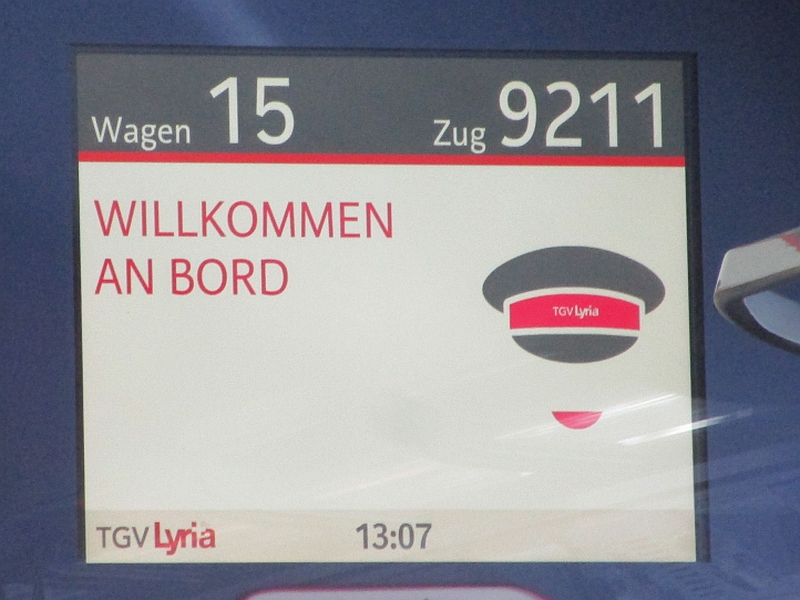 Wagen 15 Zug 9211
WILLKOMMEN
AN BORD
TGV Lyria
TGV Lyria 13:07